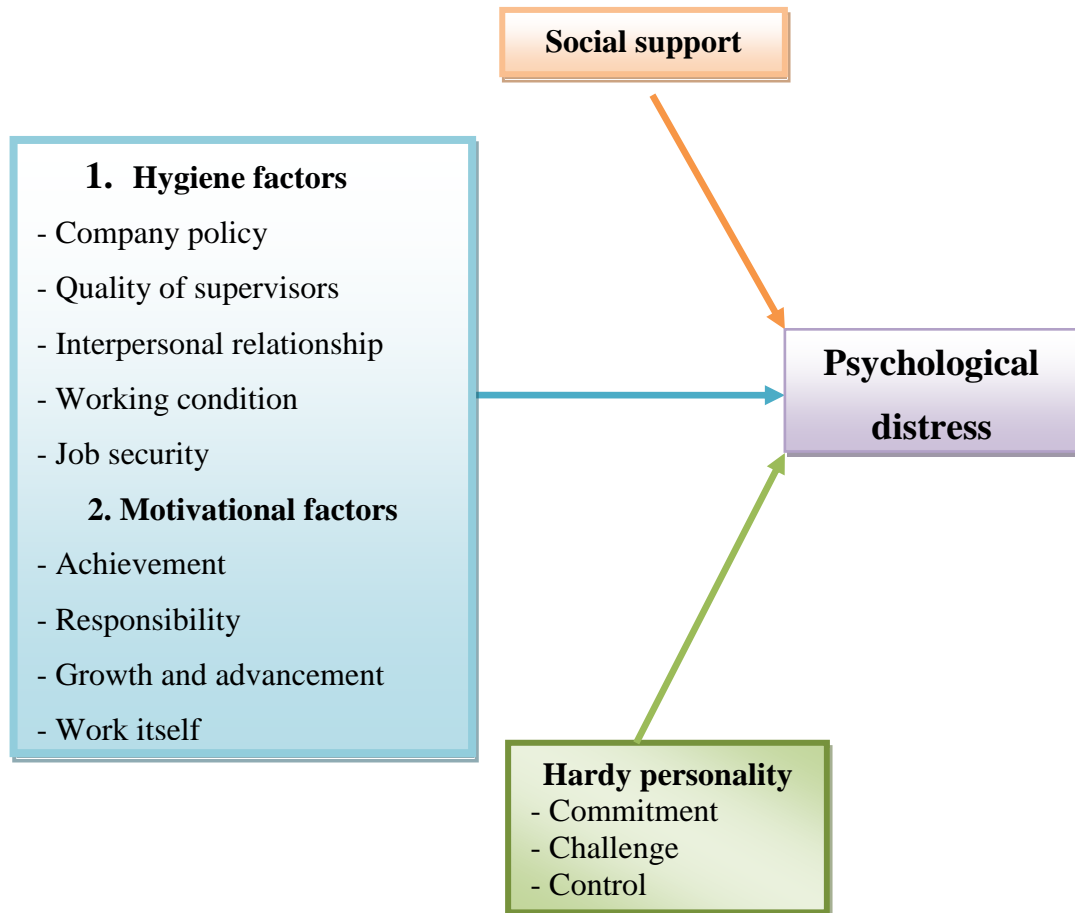 Social support
1. Hygiene factors
- Company policy
- Quality of supervisors
- Interpersonal relationship
- Working condition
- Job security
2. Motivational factors
- Achievement
- Responsibility
- Growth and advancement
- Work itself
Psychological
distress
Hardy personality
- Commitment
- Challenge
- Control